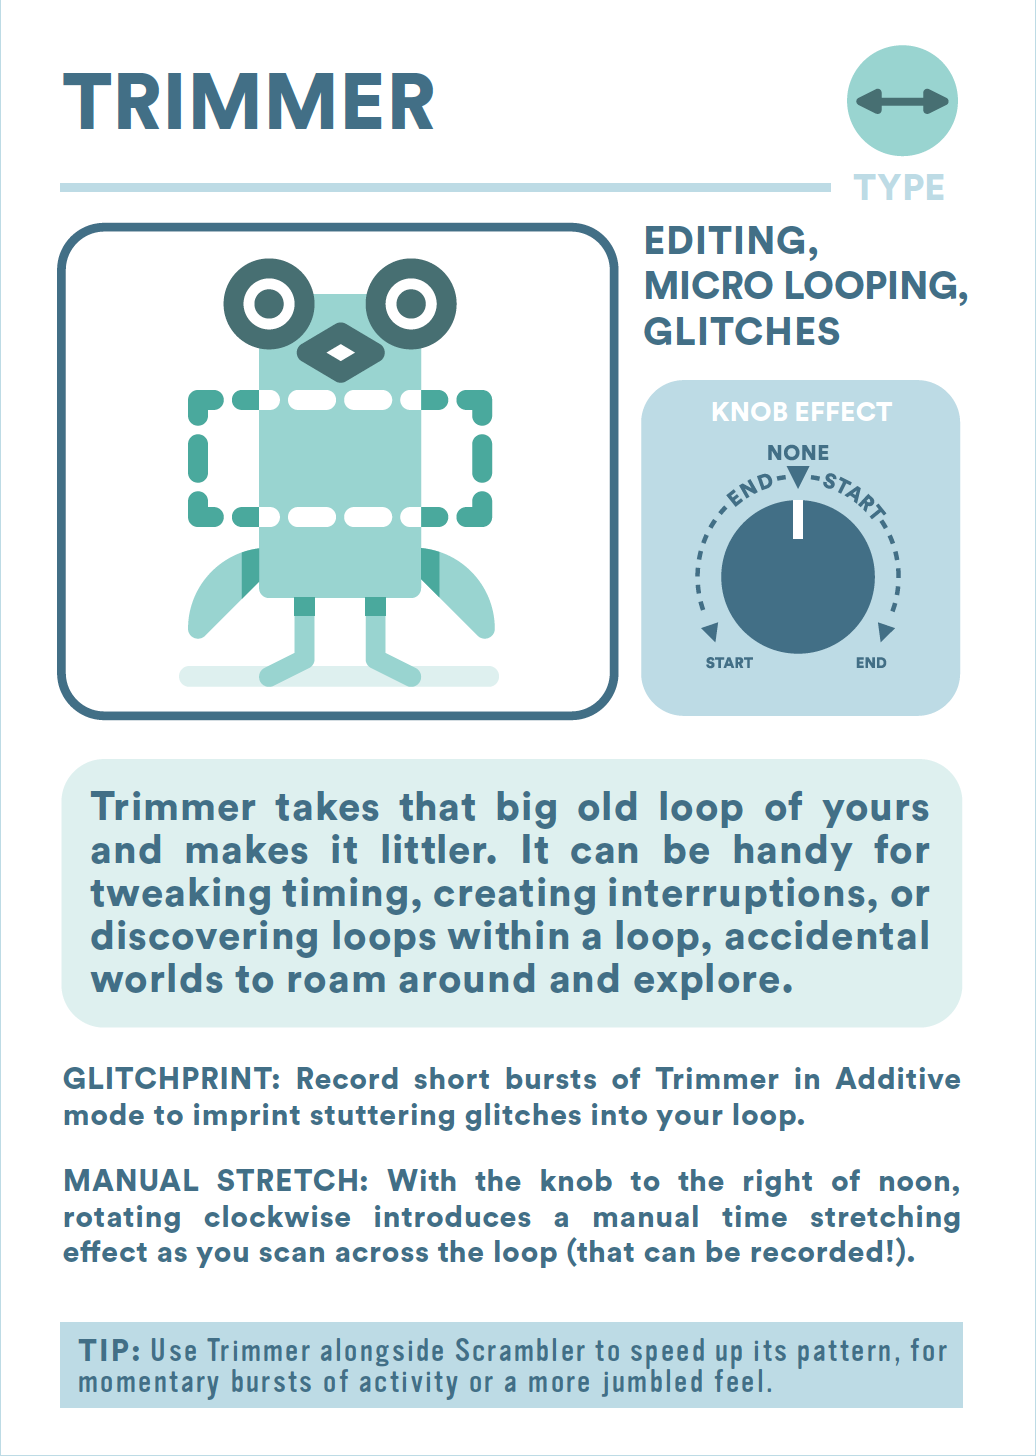 TRIMMER
TYPE
EDITING,
MICRO LOOPING,
GLITCHES
KNOB EFFECT
NONE
END
START
START
END
Trimmer takes that big old loop of yours
and makes it littler. It can be handy for
tweaking timing, creating interruptions, or
discovering loops within a loop, accidental
worlds to roam around and explore.
GLITCHPRINT: Record short bursts of Trimmer in Additive
mode to imprint stuttering glitches into your loop.
MANUAL STRETCH: With the knob to the right of noon,
rotating clockwise introduces a manual time stretching
effect as you scan across the loop (that can be recorded!).
TIP: Use Trimmer alongside Scrambler to speed up its pattern, for
momentary bursts of activity or a more jumbled feel.